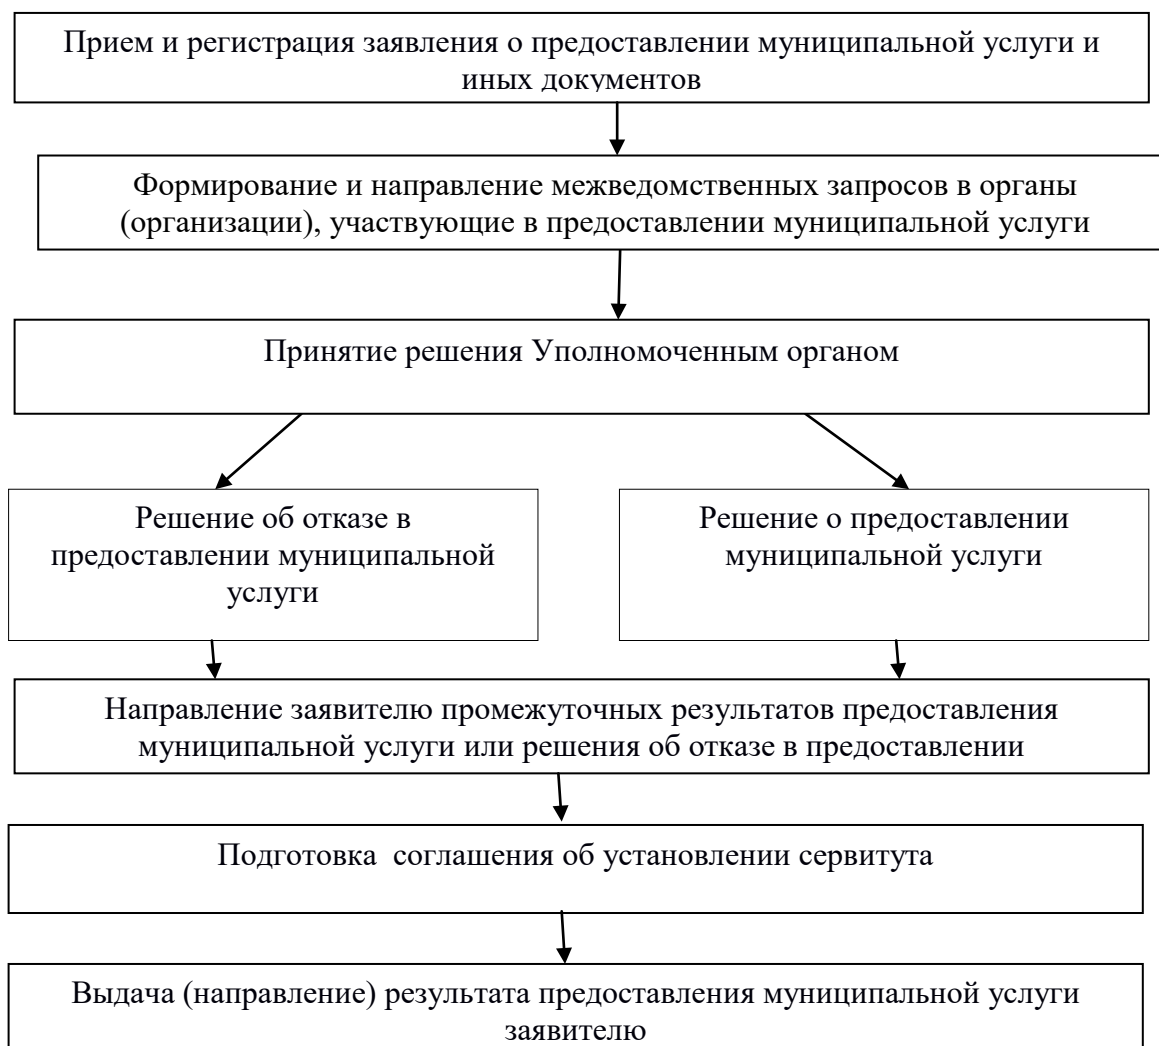 Прием и регистрация заявления о предоставлении муниципальной услуги и
иных документов
Формирование и направление межведомственных запросов в органы
(организации), участвующие в предоставлении муниципальной услуги
Принятие решения Уполномоченным органом
Решение об отказе в
предоставлении муниципальной
услуги
Решение о предоставлении
муниципальной услуги
Направление заявителю промежуточных результатов предоставления
муниципальной услуги или решения об отказе в предоставлении
Подготовка  соглашения об установлении сервитута
Выдача (направление) результата предоставления муниципальной услуги
заявителю